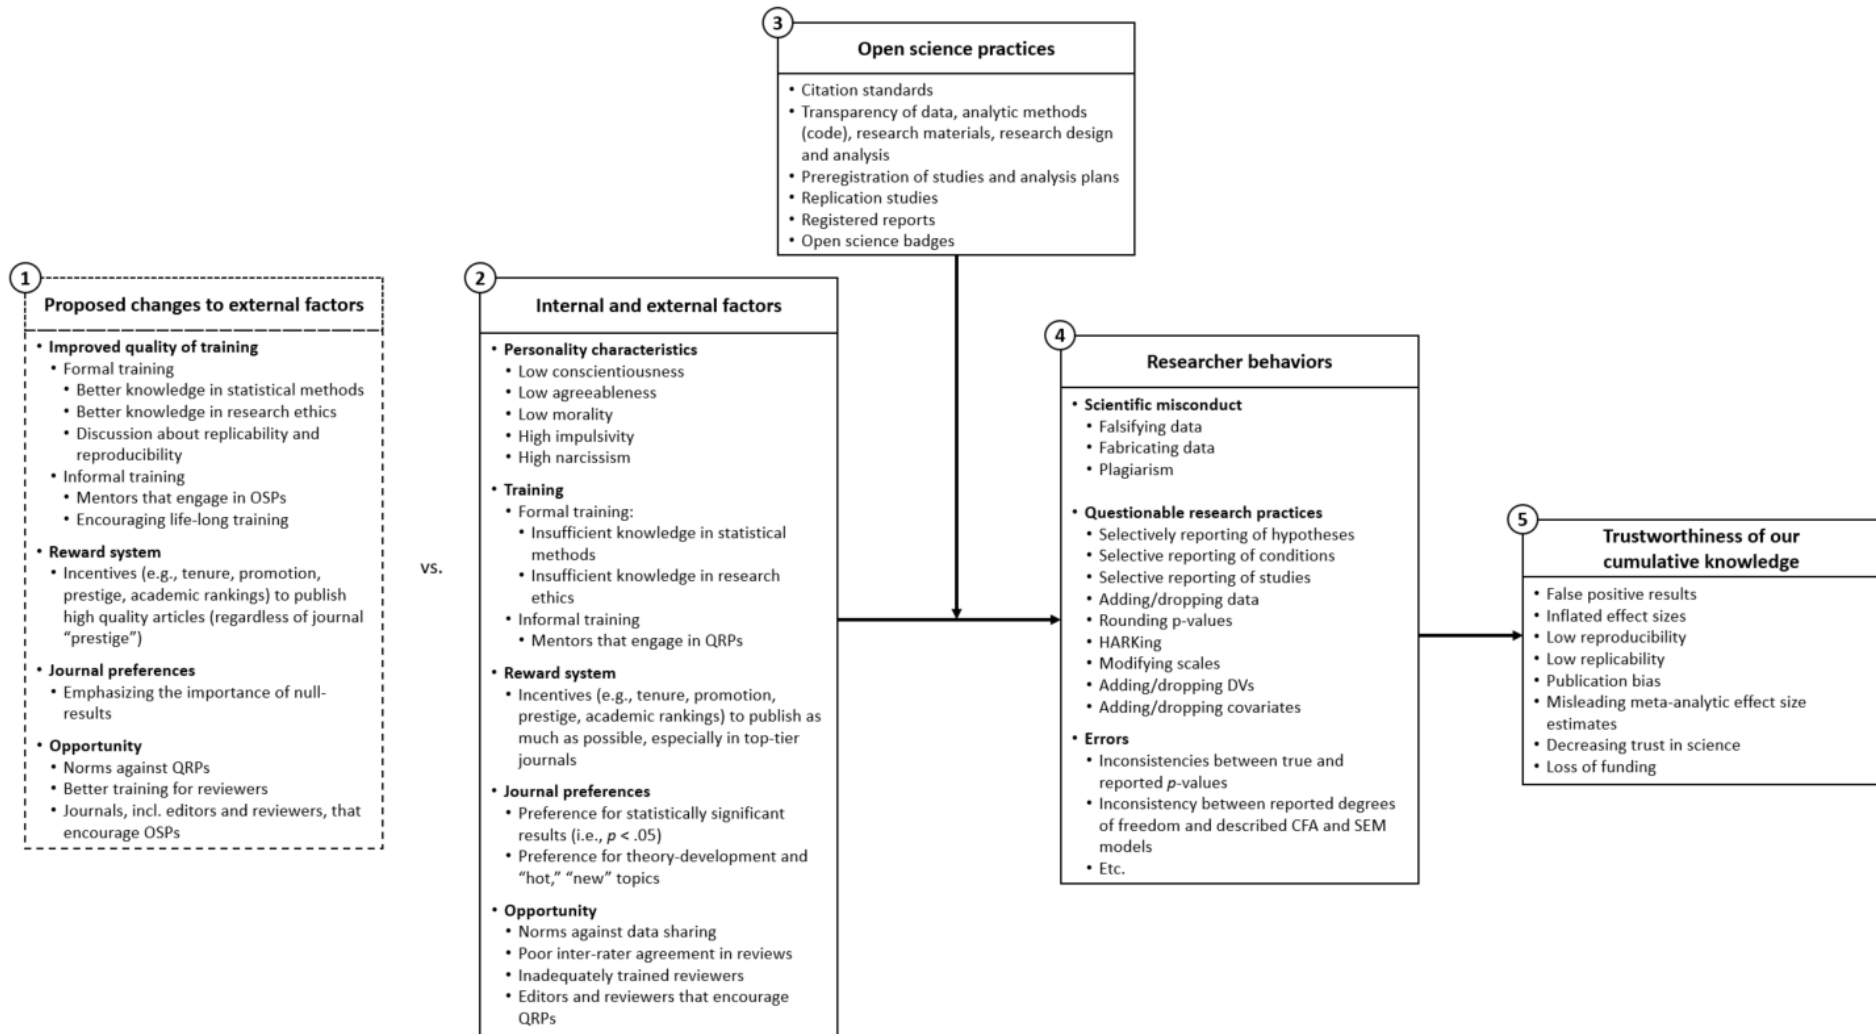 3
Open science practices
• Citation standards
• Transparency of data, analytic methods
(code), research materials, research design
and analysis
• Preregistration of studies and analysis plans
• Replication studies
• Registered reports
• Open science badges
1
Proposed changes to external factors
• Improved quality of training
• Formal training
• Better knowledge in statistical methods
• Better knowledge in research ethics
• Discussion about replicability and
reproducibility
• Informal training
• Mentors that engage in OSPs
• Encouraging life-long training
• Reward system
• Incentives (e.g., tenure, promotion,
prestige, academic rankings) to publish
high quality articles (regardless of journal
“prestige”)
• Journal preferences
• Emphasizing the importance of null-
results
• Opportunity
• Norms against QRPs
• Better training for reviewers
• Journals, incl. editors and reviewers, that
encourage OSPs
vs.
2
Internal and external factors
• Personality characteristics
• Low conscientiousness
• Low agreeableness
• Low morality
• High impulsivity
• High narcissism
• Training
• Formal training:
• Insufficient knowledge in statistical
methods
• Insufficient knowledge in research
ethics
• Informal training
• Mentors that engage in QRPs
• Reward system
• Incentives (e.g., tenure, promotion,
prestige, academic rankings) to publish as
much as possible, especially in top-tier
journals
• Journal preferences
• Preference for statistically significant
results (i.e., p < .05)
• Preference for theory-development and
“hot,” “new” topics
• Opportunity
• Norms against data sharing
• Poor inter-rater agreement in reviews
• Inadequately trained reviewers
• Editors and reviewers that encourage
QRPs
4
Researcher behaviors
• Scientific misconduct
• Falsifying data
• Fabricating data
• Plagiarism
• Questionable research practices
• Selectively reporting of hypotheses
• Selective reporting of conditions
• Selective reporting of studies
• Adding/dropping data
• Rounding p-values
• HARKing
• Modifying scales
• Adding/dropping DVs
• Adding/dropping covariates
• Errors
• Inconsistencies between true and
reported p-values
• Inconsistency between reported degrees
of freedom and described CFA and SEM
models
• Etc.
5
Trustworthiness of our
cumulative knowledge
• False positive results
• Inflated effect sizes
• Low reproducibility
• Low replicability
• Publication bias
• Misleading meta-analytic effect size
estimates
• Decreasing trust in science
• Loss of funding